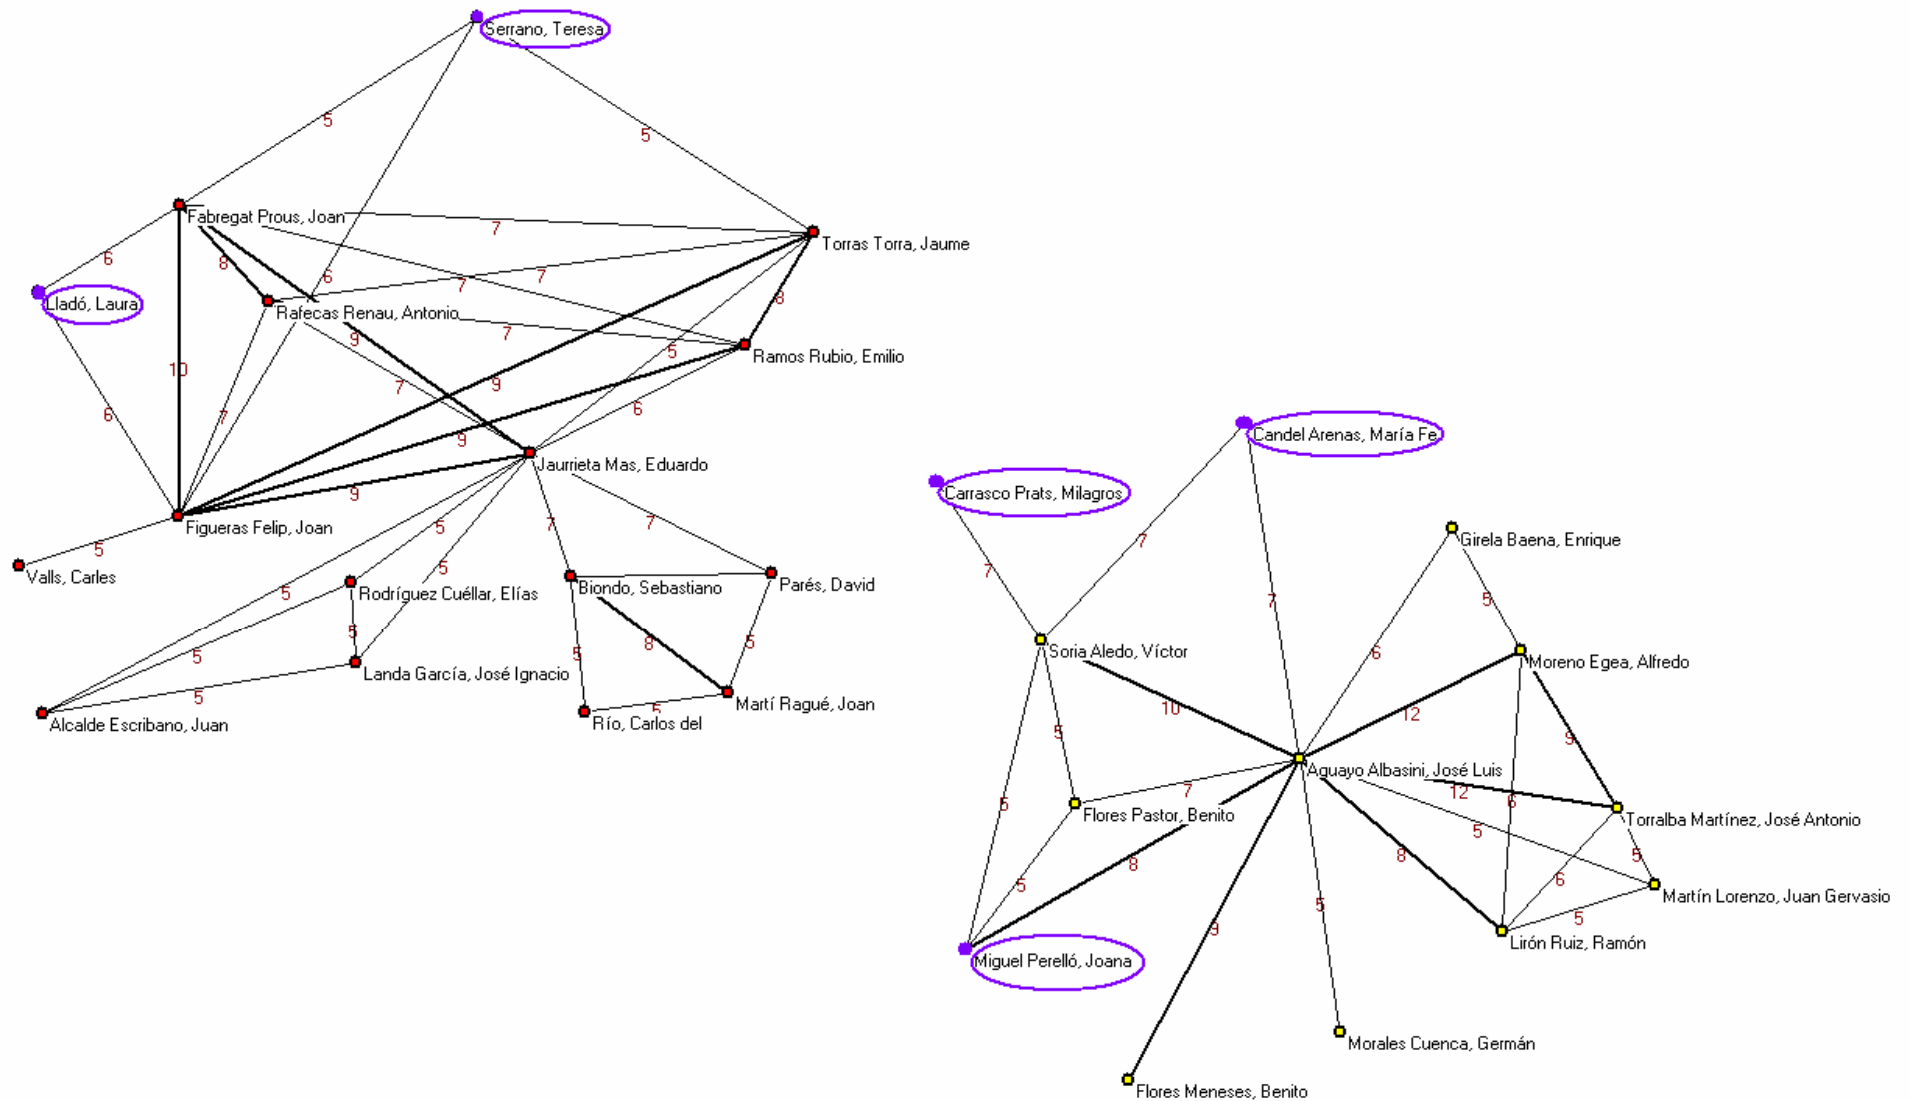 Serrano, Teresa
5
5
Fabregat Prous, Joan
7
Torras Torra, Jaume
6
8
6
7
7
Lladó, Laura
8
Rafecas Renau, Antonio
7
9
5
Ramos Rubio, Emilio
10
9
7
6
6
7
Candel Arenas, María Fe
9
Jaurrieta Mas, Eduardo
9
Carrasco Prats, Milagros
Figueras Felip, Joan
5
7
7
Girela Baena, Enrique
7
5
Valls, Carles
5
7
Biondo, Sebastiano
Parés, David
5
Rodríguez Cuéllar, Elías
5
7
5
5
8
5
Soria Aledo, Víctor
6
5
5
Moreno Egea, Alfredo
Landa García, José Ignacio
5
Martí Ragué, Joan
10
12
Alcalde Escribano, Juan
Río, Carlos del
5
9
Aguayo Albasini, José Luis
7
12
6
5
Flores Pastor, Benito
Torralba Martínez, José Antonio
5
8
8
5
5
6
Martín Lorenzo, Juan Gervasio
5
5
9
Lirón Ruiz, Ramón
Miguel Perelló, Joana
Morales Cuenca, Germán
Flores Meneses, Benito